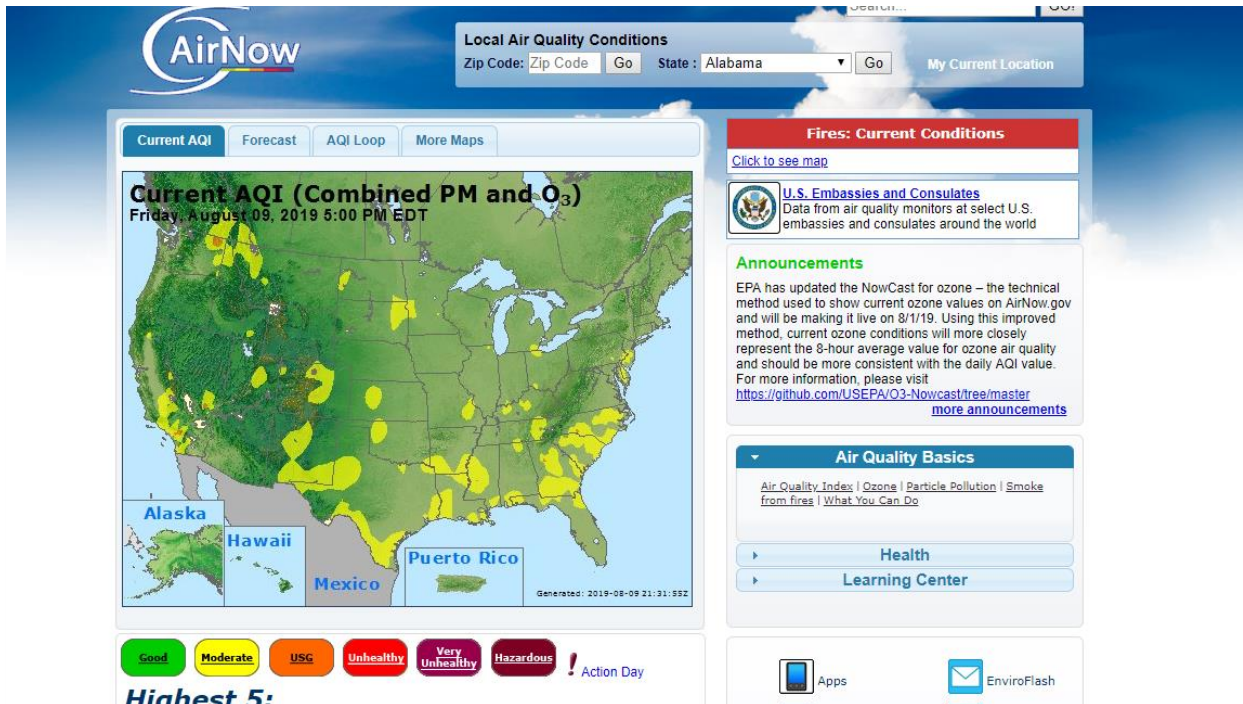 Search...
GO!
AirNow
Local Air Quality Conditions
Zip Code: Zip Code Go State : Alabama Go My Current Location
Current AQI Forecast AQI Loop More Maps
Current AQI (Combined PM and O₃)
Friday, August 09, 2019 5:00 PM EDT
Alaska
Hawaii
Mexico
Puerto Rico
Generated: 2019-08-09 21:31:55Z
Good Moderate USG Unhealthy Very Unhealthy Hazardous ! Action Day
Highest 5:
Fires: Current Conditions
Click to see map
U.S. Embassies and Consulates
Data from air quality monitors at select U.S.
embassies and consulates around the world
Announcements
EPA has updated the NowCast for ozone – the technical
method used to show current ozone values on AirNow.gov
and will be making it live on 8/1/19. Using this improved
method, current ozone conditions will more closely
represent the 8-hour average value for ozone air quality
and should be more consistent with the daily AQI value.
For more information, please visit
https://github.com/USEPA/O3-Nowcast/tree/master
more announcements
Air Quality Basics
Air Quality Index | Ozone | Particle Pollution | Smoke
from fires | What You Can Do
Health
Learning Center
Apps
EnviroFlash